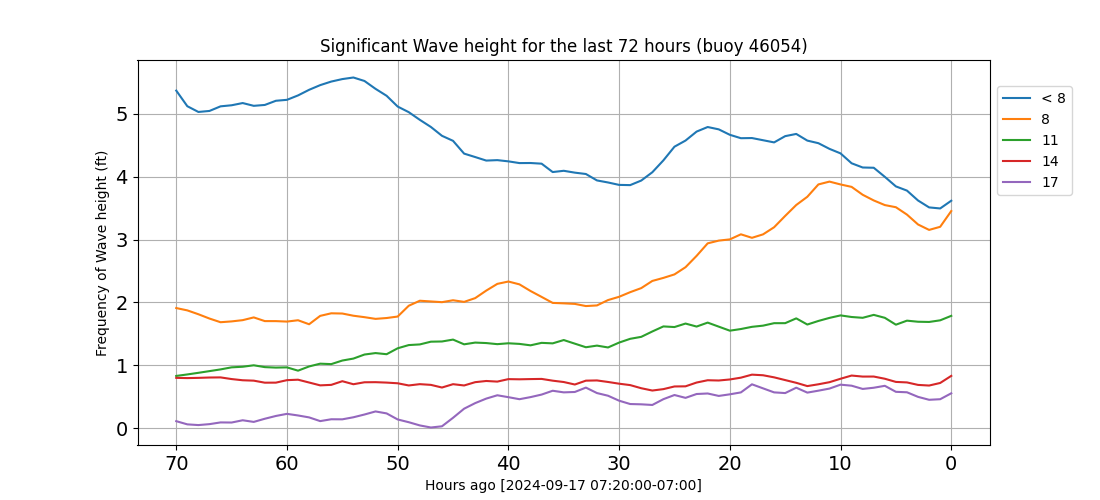 Significant Wave height for the last 72 hours (buoy 46054)
Frequency of Wave height (ft)
5
4
3
2
1
0
70 60 50 40 30 20 10 0
Hours ago [2024-09-17 07:20:00-07:00]
< 8
8
11
14
17